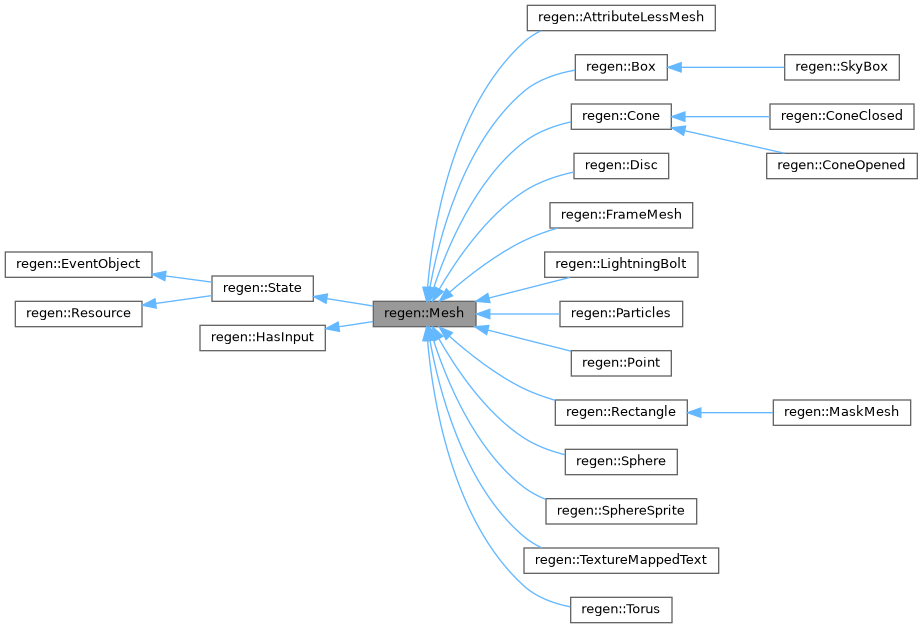 regen::AttributeLessMesh
regen::Box
regen::SkyBox
regen::Cone
regen::ConeClosed
regen::Disc
regen::ConeOpened
regen::FrameMesh
regen::EventObject
regen::LightningBolt
regen::State
regen::Resource
regen::Mesh
regen::Particles
regen::HasInput
regen::Point
regen::Rectangle
regen::MaskMesh
regen::Sphere
regen::SphereSprite
regen::TextureMappedText
regen::Torus